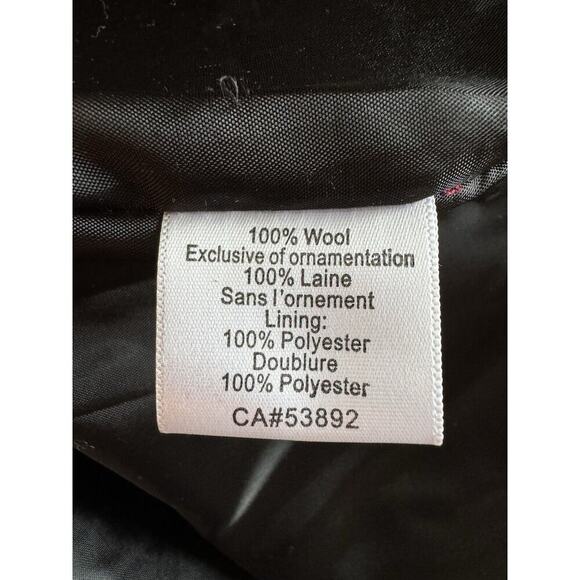 100% Wool
Exclusive of ornamentation
100% Laine
Sans l'ornement
Lining:
100% Polyester
Doublure
100% Polyester
CA#53892